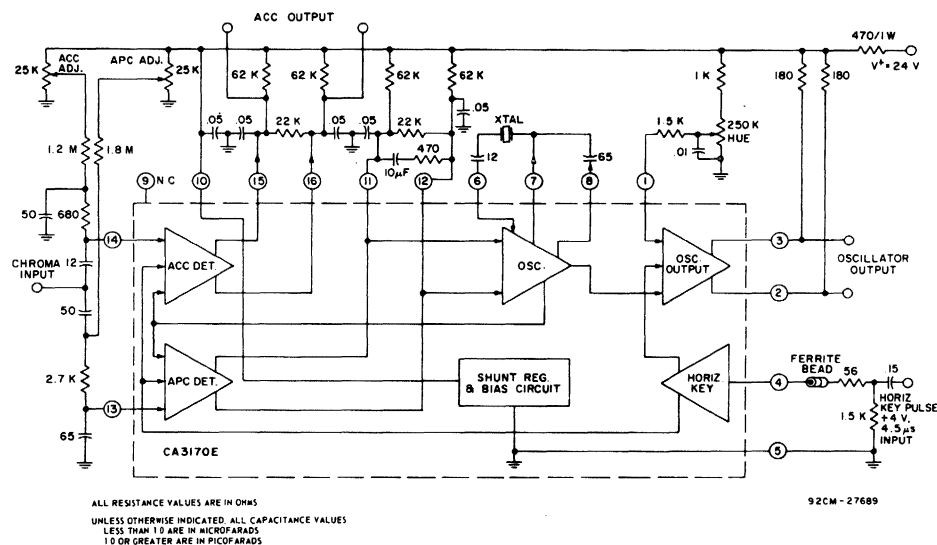 ACC OUTPUT
470/1W
V+= 24 V
25 K
ACC
ADJ.
APC ADJ.
25 K
62 K
62 K
62 K
62 K
1 K
180
180
.05
.05
22 K
.05
.05
22 K
.05
XTAL
1.5 K
250 K
HUE
.01
1.2 M
1.8 M
10μF
470
12
65
9 N C
10
15
16
11
12
6
7
8
1
50
680
14
CHROMA
INPUT
12
ACC DET.
OSC.
OSC.
OUTPUT
3
OSCILLATOR
OUTPUT
2
50
2.7 K
APC DET.
SHUNT REG.
& BIAS CIRCUIT
HORIZ
KEY
4
FERRITE
BEAD
56
.15
HORIZ
KEY PULSE
+4 V,
4.5μs
INPUT
1.5 K
13
65
5
CA3170E
ALL RESISTANCE VALUES ARE IN OHMS
92CM-27689
UNLESS OTHERWISE INDICATED, ALL CAPACITANCE VALUES
LESS THAN 1.0 ARE IN MICROFARADS
1.0 OR GREATER ARE IN PICOFARADS